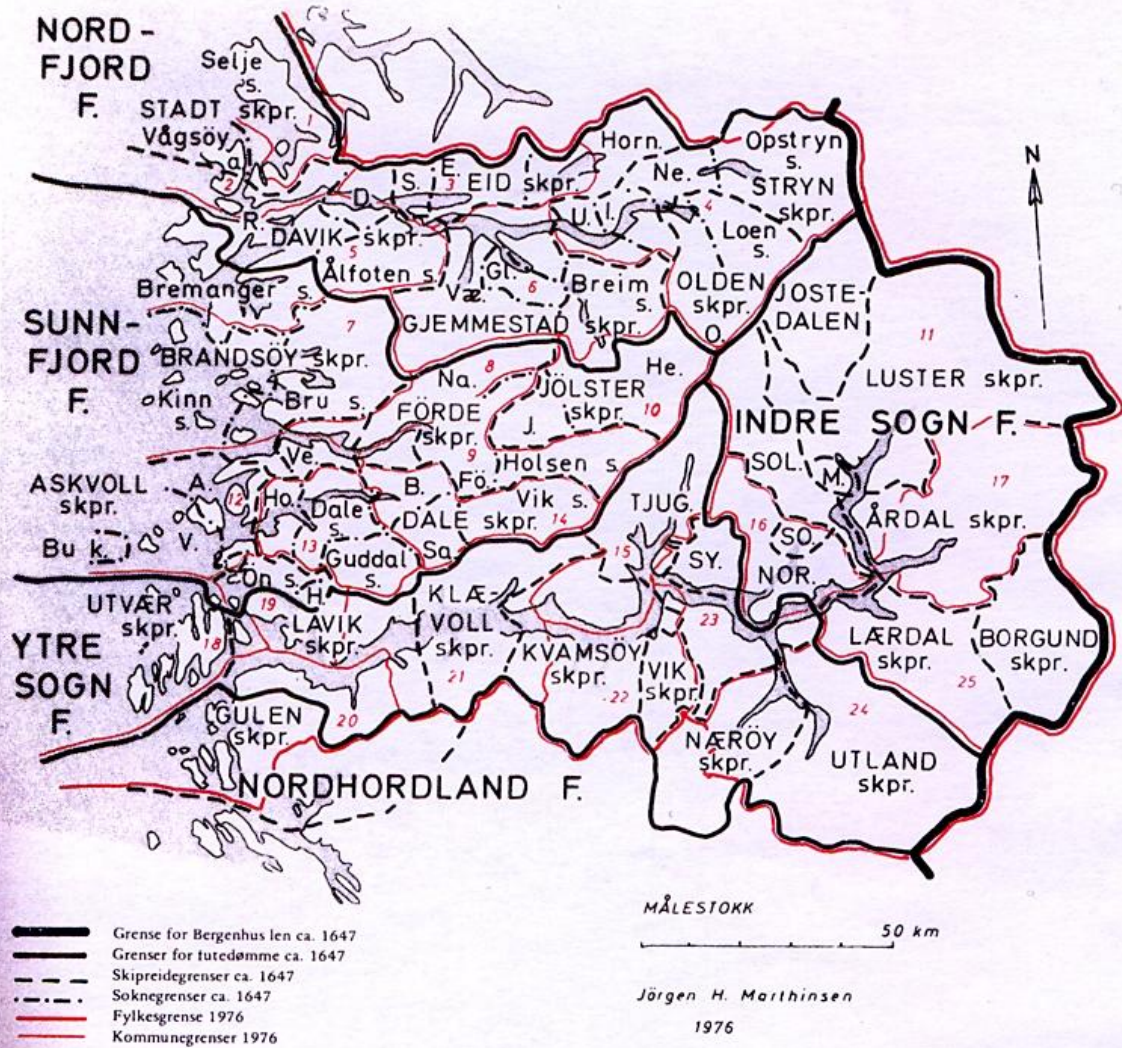 NORD-
FJORD
F.
Selje
s.
STADT skpr.
Vågsöy
a
1
2
R.
D.
S.
E.
3
EID skpr.
Horn.
Ne.
Opstryn
s.
STRYN
skpr.
4
U.
I.
Loen
s.
DAVIK skpr.
5
Ålfoten s.
Væ.
Gl.
6
Breim
s.
OLDEN
skpr.
O.
GJEMMESTAD skpr.
Bremanger s.
7
SUNN-
FJORD
F.
BRANDSÖY skpr.
Kinn
s.
Bru s.
Na.
8
FÖRDE
skpr.
9
He.
JÖLSTER
skpr.
10
J.
Holsen s.
Fö.
JOSTE-
DALEN
11
LUSTER skpr.
INDRE SOGN F.
SOL.
M.
17
ÅRDAL skpr.
16
SO.
NOR.
ASKVOLL
skpr.
A.
12
V.
Bu k.
Ve.
Ho.
Dale
s.
13
Guddal
s.
B.
DALE skpr.
Vik s.
14
Sa.
On s.
H.
TJUG.
15
SY.
UTVÆR
skpr.
18
19
LAVIK
skpr.
KLÆ-
VOLL
skpr.
21
KVAMSÖY
skpr.
22
VIK
skpr.
23
LÆRDAL
skpr.
BORGUND
skpr.
25
24
UTLAND
skpr.
NÆRÖY
skpr.
YTRE
SOGN
F.
GULEN
skpr.
20
NORDHORDLAND F.
N
MÅLESTOKK
50 km
Jörgen H. Marthinsen
1976
Grense for Bergenhus len ca. 1647
Grenser for futedømme ca. 1647
Skipreidegrenser ca. 1647
Soknegrenser ca. 1647
Fylkesgrense 1976
Kommunegrenser 1976